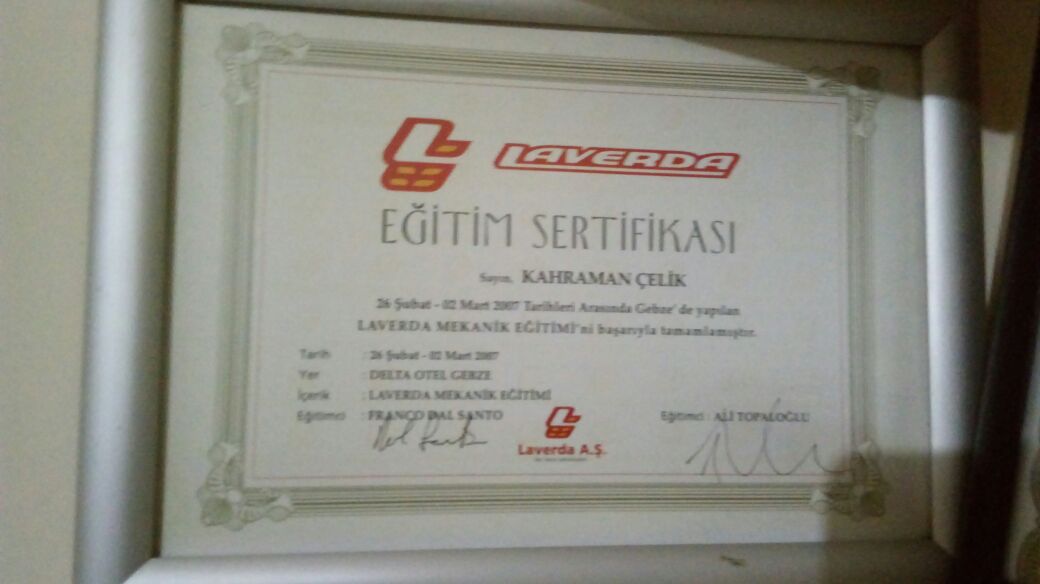 LAVERDA
EĞİTİM SERTİFİKASI
Sayın, KAHRAMAN ÇELİK
26 Şubat - 02 Mart 2007 Tarihleri Arasında Gebze'de yapılan
LAVERDA MEKANİK EĞİTİMİ'ni başarıyla tamamlamıştır.
Tarih : 26 Şubat - 02 Mart 2007
Yer : DELTA OTEL GEBZE
İçerik : LAVERDA MEKANİK EĞİTİMİ
Eğitimci : FRANCO DAL SANTO
Eğitimci : ALİ TOPALOĞLU
Laverda A.Ş.